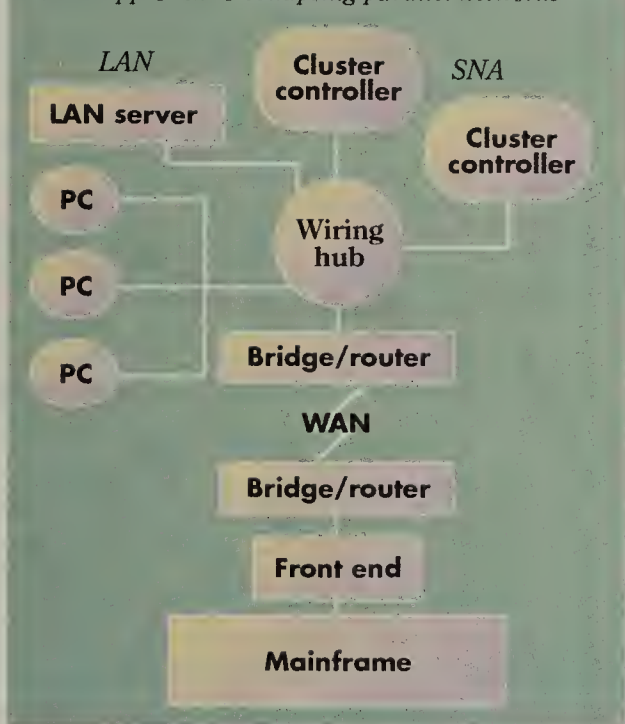 LAN
Cluster
controller
SNA
LAN server
Cluster
controller
PC
Wiring
hub
PC
PC
Bridge/router
WAN
Bridge/router
Front end
Mainframe